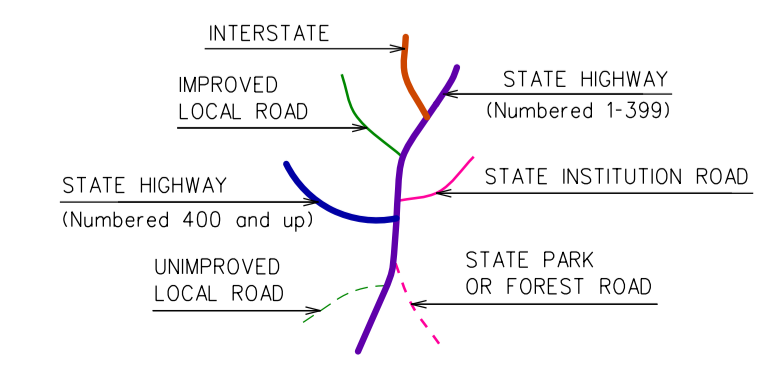 INTERSTATE
IMPROVED
LOCAL ROAD
STATE HIGHWAY
(Numbered 1-399)
STATE HIGHWAY
(Numbered 400 and up)
STATE INSTITUTION ROAD
UNIMPROVED
LOCAL ROAD
STATE PARK
OR FOREST ROAD